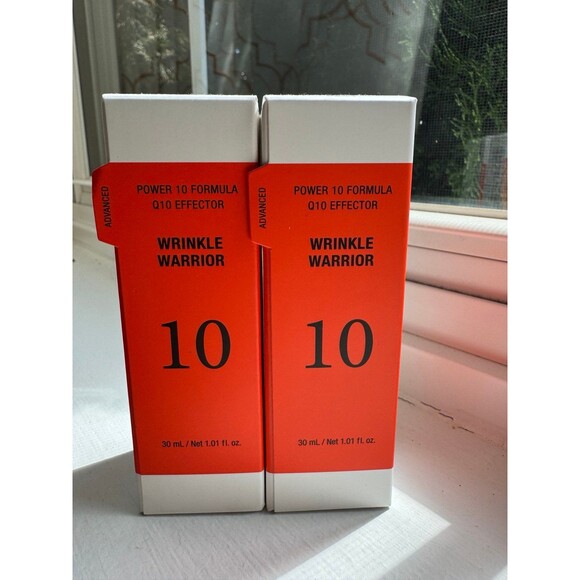 ADVANCED
POWER 10 FORMULA
Q10 EFFECTOR
WRINKLE
WARRIOR
10
30 mL / Net 1.01 fl. oz.
ADVANCED
POWER 10 FORMULA
Q10 EFFECTOR
WRINKLE
WARRIOR
10
30 mL / Net 1.01 fl. oz.